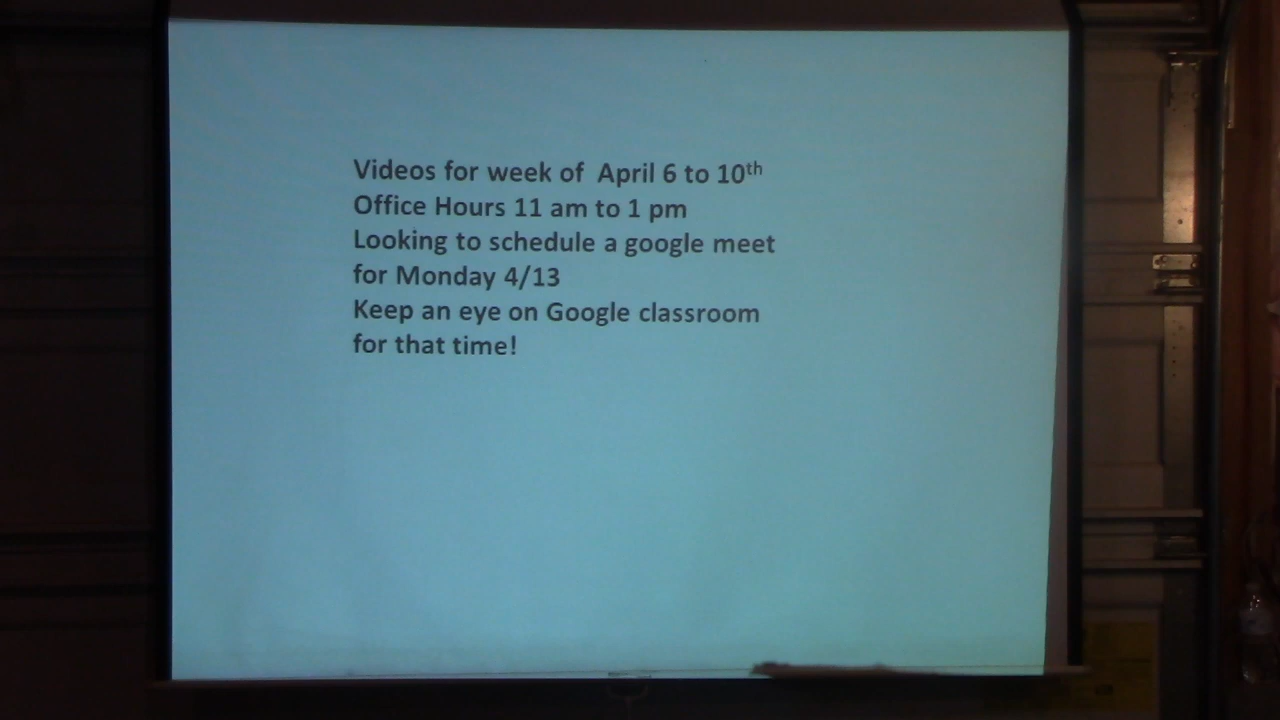 Videos for week of April 6 to 10th
Office Hours 11 am to 1 pm
Looking to schedule a google meet
for Monday 4/13
Keep an eye on Google classroom
for that time!